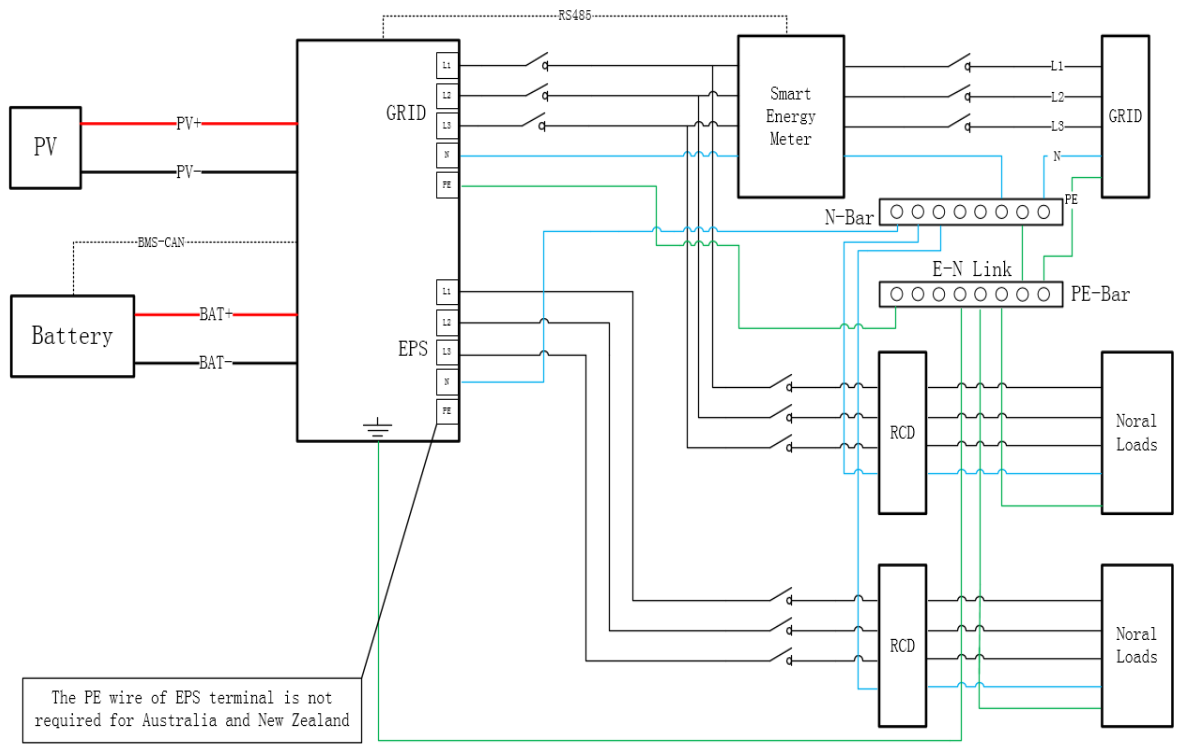 RS485
L1
L2
L3
N
PE
GRID
Smart
Energy
Meter
L1
L2
L3
N
PE
GRID
PV
PV+
PV-
BMS-CAN
Battery
BAT+
BAT-
N-Bar
E-N Link
PE-Bar
L1
L2
L3
N
PE
EPS
RCD
Noral
Loads
RCD
Noral
Loads
The PE wire of EPS terminal is not
required for Australia and New Zealand